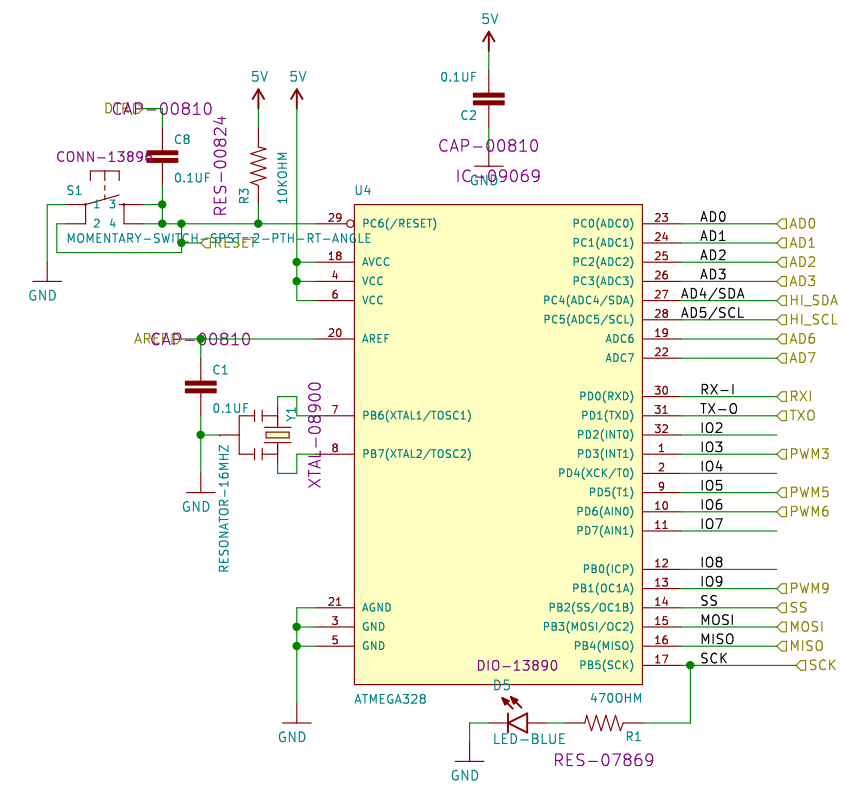 5V
5V
5V
0.1UF
C2
CAP-00810
IC-09069
GND
DTR
CAP-00810
C8
0.1UF
CONN-13896
S1
1 3
2 4
MOMENTARY-SWITCH-SPST-2-PTH-RT-ANGLE
RESET
GND
RES-00824
R3
10KOHM
U4
29 PC6(/RESET)
18 AVCC
4 VCC
6 VCC
20 AREF
7 PB6(XTAL1/TOSC1)
8 PB7(XTAL2/TOSC2)
21 AGND
3 GND
5 GND
GND
AREF
CAP-00810
C1
0.1UF
GND
Y1
XTAL-08900
RESONATOR-16MHZ
PC0(ADC0) 23 AD0 AD0
PC1(ADC1) 24 AD1 AD1
PC2(ADC2) 25 AD2 AD2
PC3(ADC3) 26 AD3 AD3
PC4(ADC4/SDA) 27 AD4/SDA HI_SDA
PC5(ADC5/SCL) 28 AD5/SCL HI_SCL
ADC6 19 AD6
ADC7 22 AD7
PD0(RXD) 30 RX-I RXI
PD1(TXD) 31 TX-O TXO
PD2(INT0) 32 IO2
PD3(INT1) 1 IO3 PWM3
PD4(XCK/T0) 2 IO4
PD5(T1) 9 IO5 PWM5
PD6(AIN0) 10 IO6 PWM6
PD7(AIN1) 11 IO7
PB0(ICP) 12 IO8
PB1(OC1A) 13 IO9 PWM9
PB2(SS/OC1B) 14 SS SS
PB3(MOSI/OC2) 15 MOSI MOSI
PB4(MISO) 16 MISO MISO
PB5(SCK) 17 SCK SCK
ATMEGA328
DIO-13890
D5
LED-BLUE
GND
470OHM
R1
RES-07869